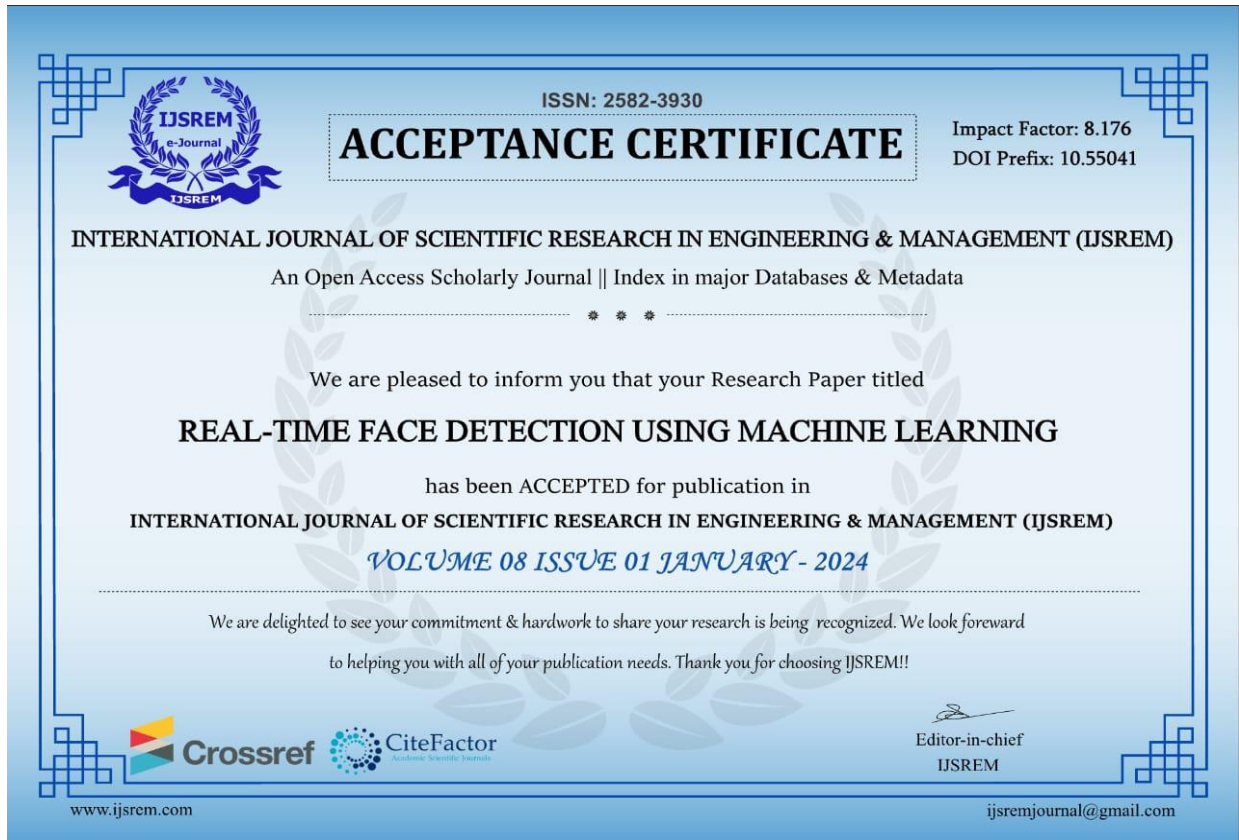 ISSN: 2582-3930
IJSREM
e-Journal
IJSREM
ACCEPTANCE CERTIFICATE
Impact Factor: 8.176
DOI Prefix: 10.55041
INTERNATIONAL JOURNAL OF SCIENTIFIC RESEARCH IN ENGINEERING & MANAGEMENT (IJSREM)
An Open Access Scholarly Journal || Index in major Databases & Metadata
We are pleased to inform you that your Research Paper titled
REAL-TIME FACE DETECTION USING MACHINE LEARNING
has been ACCEPTED for publication in
INTERNATIONAL JOURNAL OF SCIENTIFIC RESEARCH IN ENGINEERING & MANAGEMENT (IJSREM)
VOLUME 08 ISSUE 01 JANUARY - 2024
We are delighted to see your commitment & hardwork to share your research is being recognized. We look foreward
to helping you with all of your publication needs. Thank you for choosing IJSREM!!
Crossref
CiteFactor
Academic Scientific Journals
Editor-in-chief
IJSREM
www.ijsrem.com
ijsremjournal@gmail.com